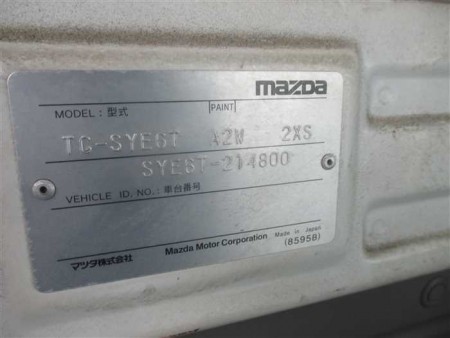 mazda
MODEL: 型式 PAINT
TC-SYE6T A2W 2XS
SYE6T-214800
VEHICLE ID. NO.: 車台番号
マツダ株式会社 Mazda Motor Corporation Made in Japan
(8595B)